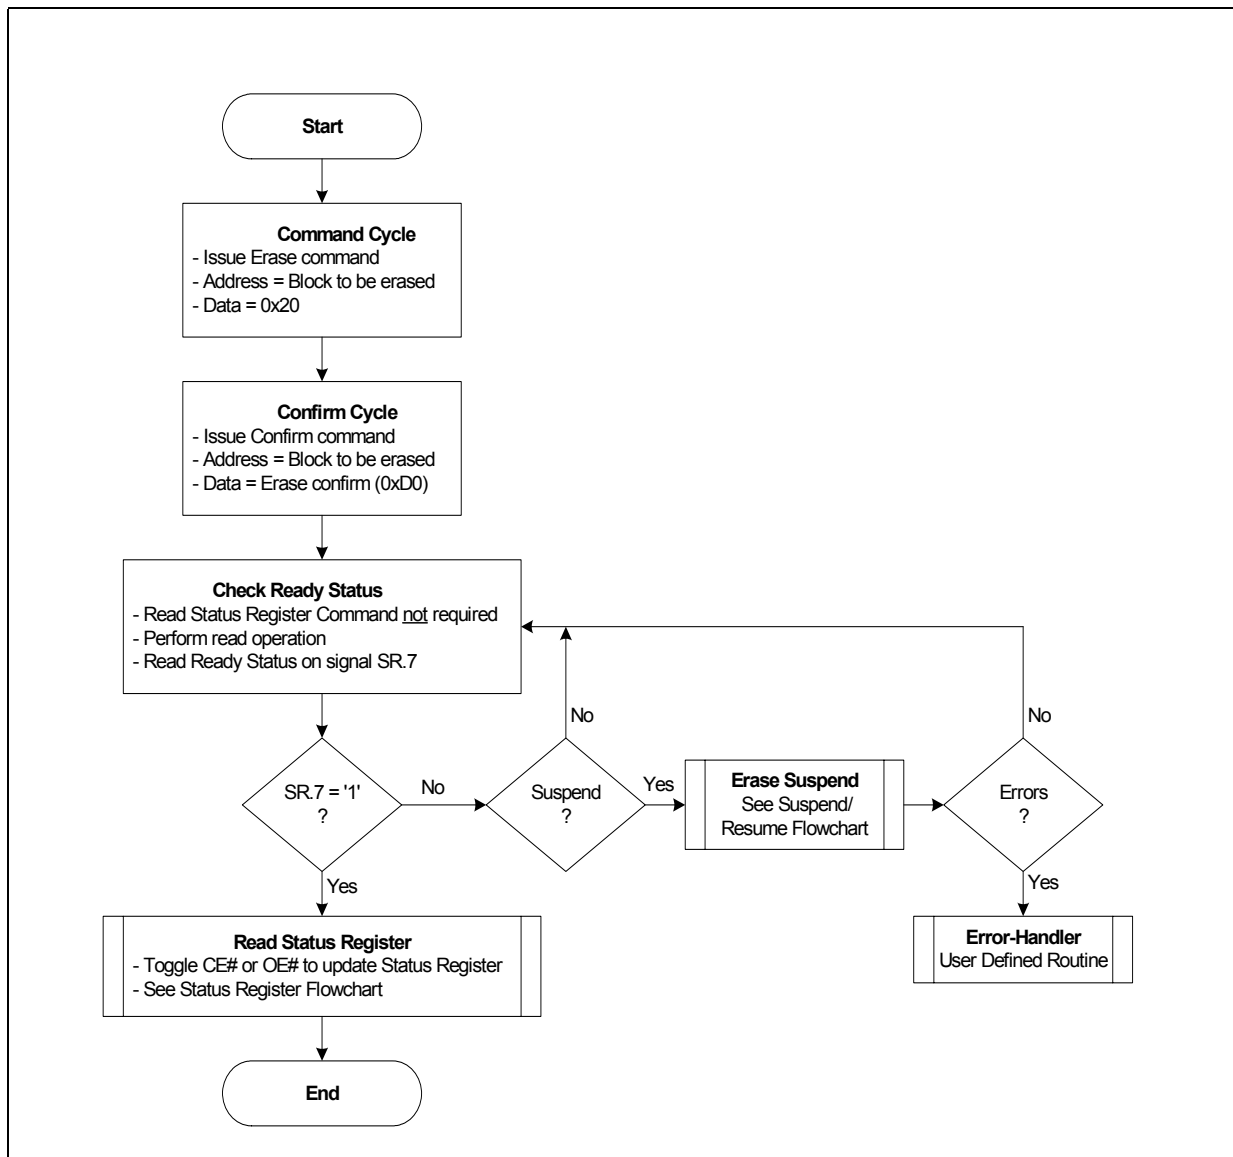 Start
Command Cycle
- Issue Erase command
- Address = Block to be erased
- Data = 0x20
Confirm Cycle
- Issue Confirm command
- Address = Block to be erased
- Data = Erase confirm (0xD0)
Check Ready Status
- Read Status Register Command not required
- Perform read operation
- Read Ready Status on signal SR.7
No
No
SR.7 = '1'
?
No
Suspend
?
Yes
Erase Suspend
See Suspend/
Resume Flowchart
Errors
?
Yes
Yes
Read Status Register
- Toggle CE# or OE# to update Status Register
- See Status Register Flowchart
Error-Handler
User Defined Routine
End